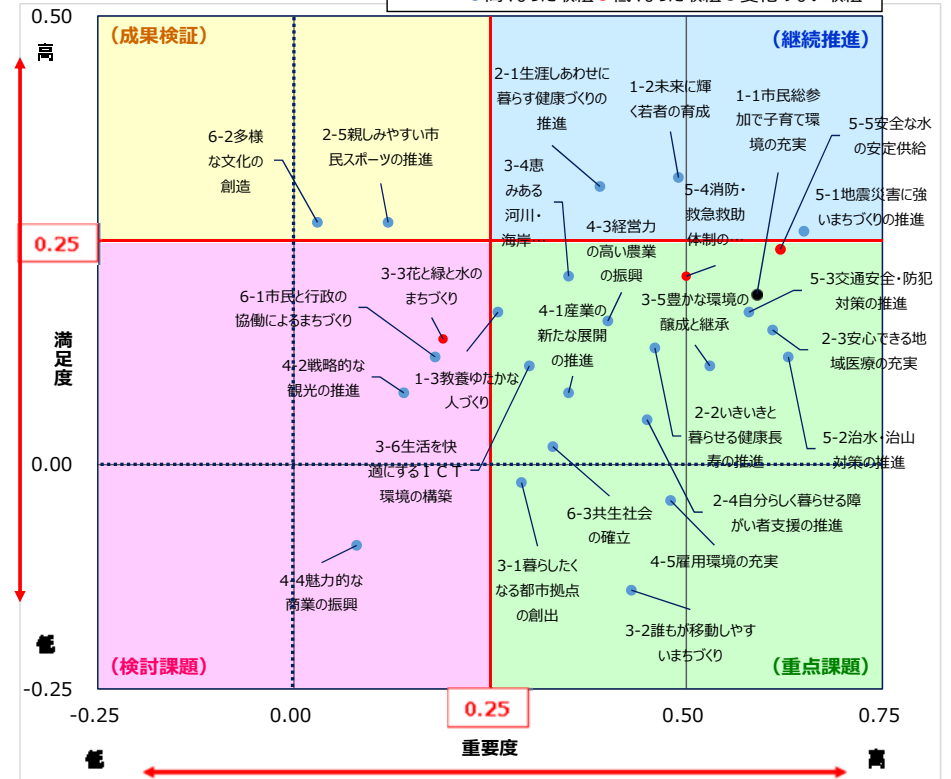 0.50
高
(成果検証)
(継続推進)
2-1生涯しあわせに
暮らす健康づくりの
推進
1-2未来に輝
く若者の育成
1-1市民総参
加で子育て環
境の充実
5-5安全な水
の安定供給
6-2多様
な文化の
創造
2-5親しみやすい市
民スポーツの推進
3-4恵
みある
河川・
海岸…
5-4消防・
救急救助
体制の…
5-1地震災害に強
いまちづくりの推進
4-3経営力
の高い農業
の振興
0.25
3-3花と緑と水の
まちづくり
6-1市民と行政の
協働によるまちづくり
4-1産業の
新たな展開
の推進
3-5豊かな環境の
醸成と継承
5-3交通安全・防犯
対策の推進
2-3安心できる地
域医療の充実
満足度
4-2戦略的な
観光の推進
1-3教養ゆたかな
人づくり
2-2いきいきと
暮らせる健康長
寿の推進
5-2治水・治山
対策の推進
3-6生活を快
適にするICT
環境の構築
0.00
6-3共生社会
の確立
2-4自分らしく暮らせる障
がい者支援の推進
4-5雇用環境の充実
3-1暮らしたく
なる都市拠点
の創出
4-4魅力的な
商業の振興
3-2誰もが移動しやす
いまちづくり
低
(検討課題)
(重点課題)
-0.25
-0.25
0.00
0.25
0.50
0.75
重要度
低
高